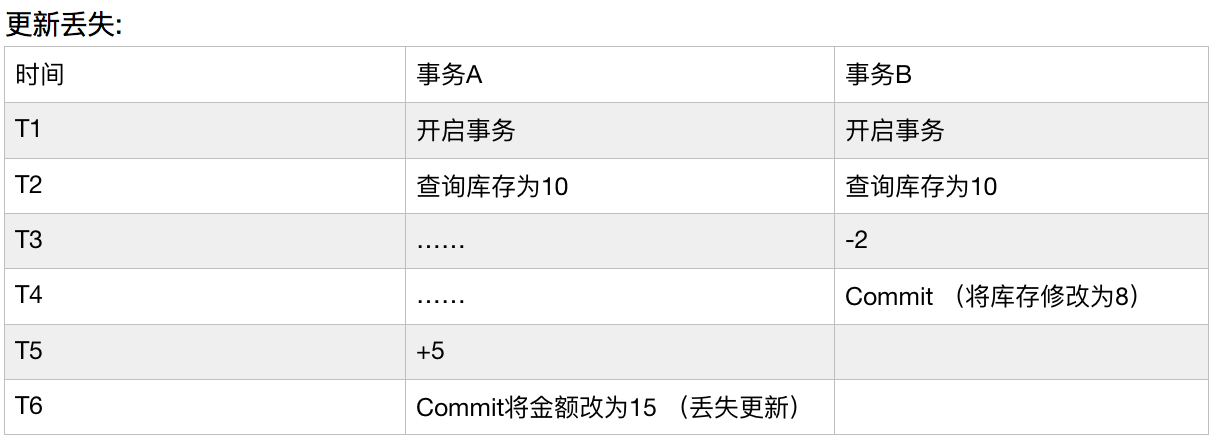 更新丢失:
时间 事务A 事务B
T1 开启事务 开启事务
T2 查询库存为10 查询库存为10
T3 …… -2
T4 …… Commit （将库存修改为8）
T5 +5
T6 Commit将金额改为15 （丢失更新）